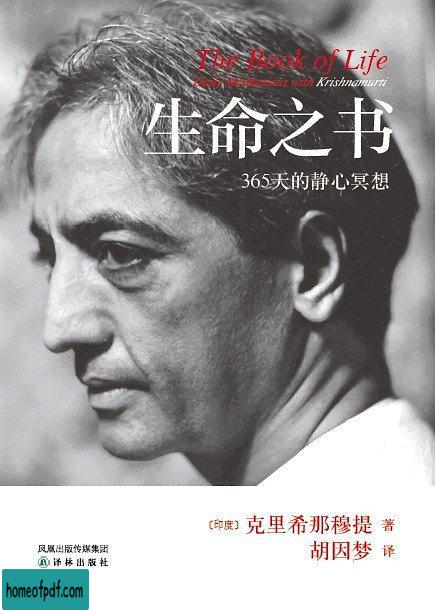 The Book of Life
Daily Meditations with Krishnamurti
生命之书
365天的静心冥想
〔印度〕克里希那穆提 著
胡因梦 译
凤凰出版传媒集团
译林出版社
homeofpdf.com